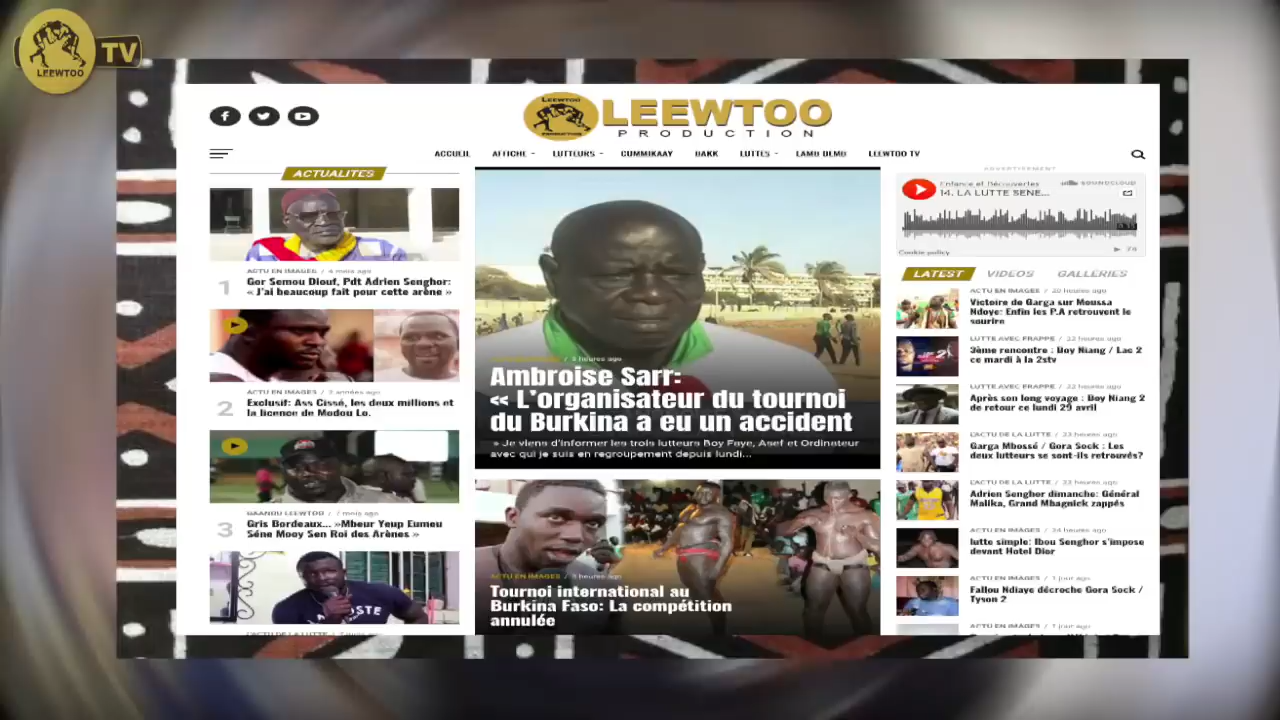 LEEWTOO
TV
LEEWTOO
PRODUCTION
ACCUEIL AFFICHE LUTTEURS CUMMIKAAY BAKK LUTTES LAMB DEMB LEEWTOO TV
ACTUALITES
ACTU EN IMAGES / 4 mois ago
1
Gor Semou Diouf, Pdt Adrien Senghor:
« J'ai beaucoup fait pour cette arène »
ACTU EN IMAGES / 2 années ago
2
Exclusif: Ass Cissé, les deux millions et
la licence de Modou Lo.
DAANOU LEEWTOO / 7 mois ago
3
Gris Bordeaux... »Mbeur Yeup Eumeu
Séne Mooy Sen Roi des Arènes »
Ambroise Sarr:
« L'organisateur du tournoi
du Burkina a eu un accident
» Je viens d'informer les trois lutteurs Boy Faye, Asef et Ordinateur
avec qui je suis en regroupement depuis lundi...
ACTU EN IMAGES
Tournoi international au
Burkina Faso: La compétition
annulée
ADVERTISEMENT
Enfance et Découvertes
SOUNDCLOUD
14. LA LUTTE SENE...
Cookie policy
LATEST VIDEOS GALLERIES
ACTU EN IMAGES / 20 heures ago
Victoire de Garga sur Moussa
Ndoye: Enfin les P.A retrouvent le
sourire
LUTTE AVEC FRAPPE / 22 heures ago
3ème rencontre : Boy Niang / Lac 2
ce mardi à la 2stv
LUTTE AVEC FRAPPE / 22 heures ago
Après son long voyage : Boy Niang 2
de retour ce lundi 29 avril
L'ACTU DE LA LUTTE / 23 heures ago
Garga Mbossé / Gora Sock : Les
deux lutteurs se sont-ils retrouvés?
L'ACTU DE LA LUTTE / 23 heures ago
Adrien Senghor dimanche: Général
Malika, Grand Mbagnick zappés
ACTU EN IMAGES / 24 heures ago
lutte simple: Ibou Senghor s'impose
devant Hotel Dior
ACTU EN IMAGES / 1 jour ago
Fallou Ndiaye décroche Gora Sock /
Tyson 2
ACTU EN IMAGES / 1 jour ago